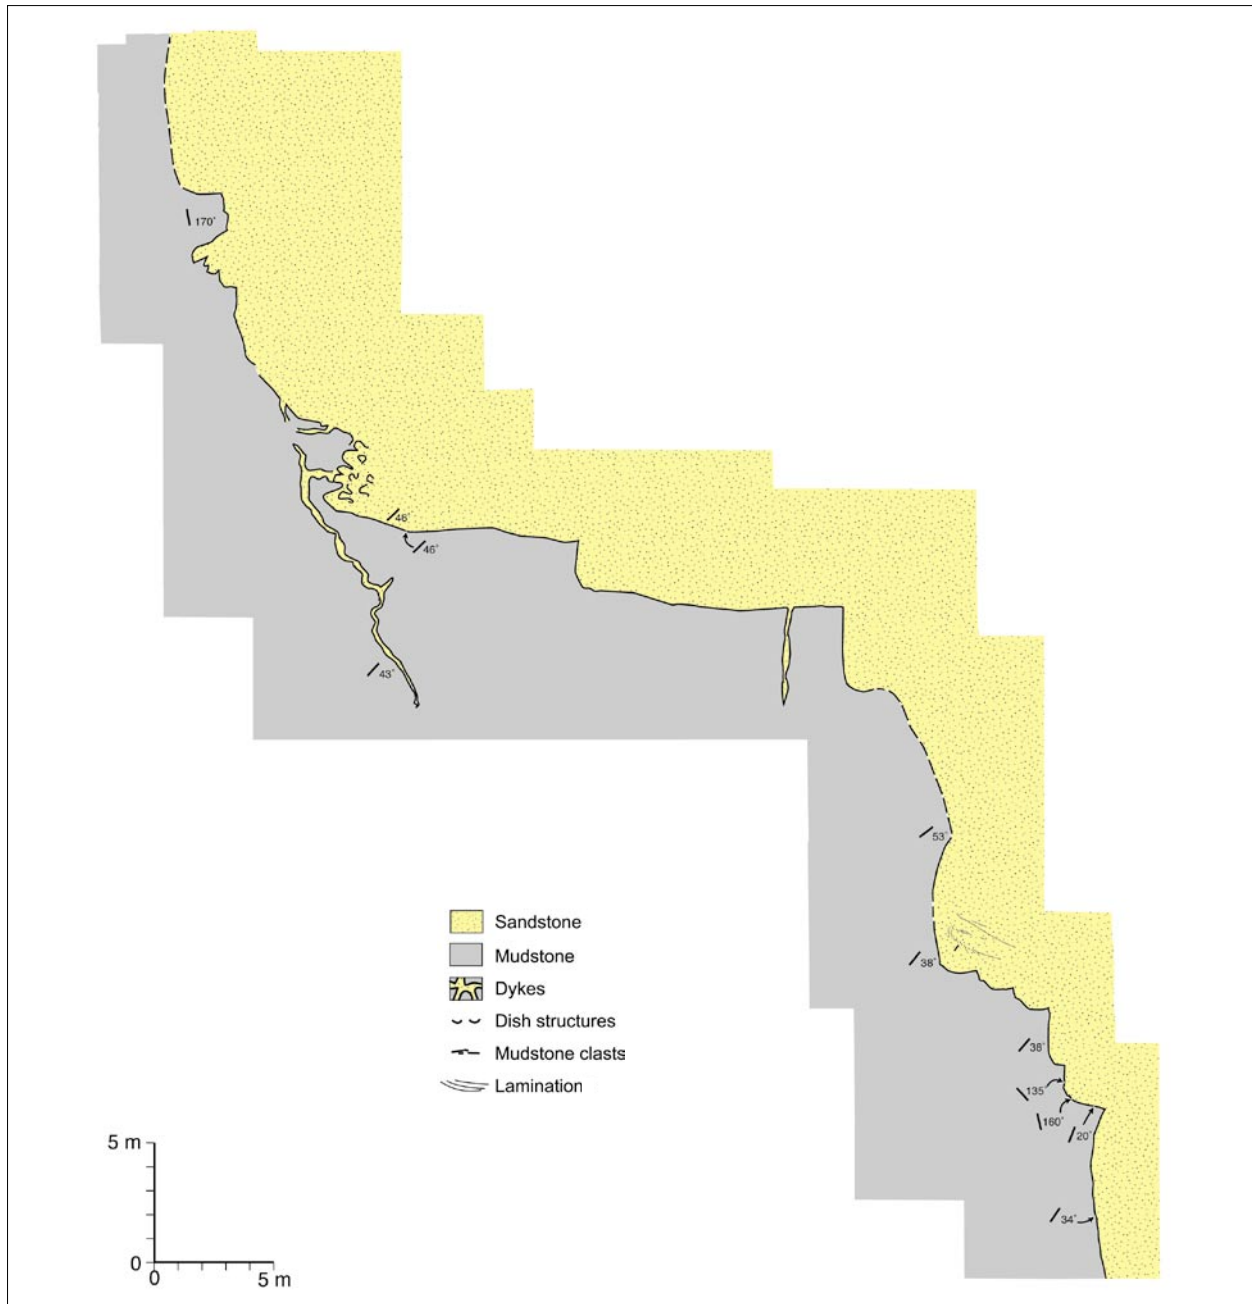 170°
46°
46°
43°
53°
38°
38°
135°
160°
20°
34°
Sandstone
Mudstone
Dykes
Dish structures
Mudstone clasts
Lamination
5 m
0
0
5 m